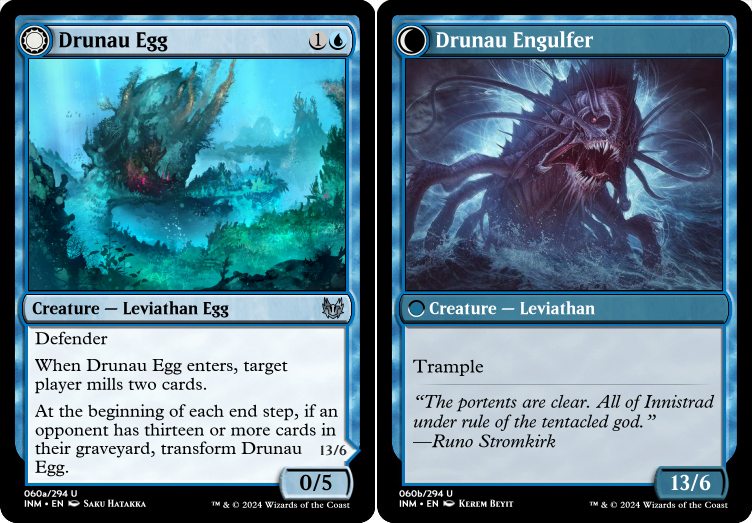 Drunau Egg
1
Creature — Leviathan Egg
Defender
When Drunau Egg enters, target
player mills two cards.
At the beginning of each end step, if an
opponent has thirteen or more cards in
their graveyard, transform Drunau
Egg.
13/6
0/5
060a/294 U
INM • EN SAKU HATAKKA
™ & © 2024 Wizards of the Coast
Drunau Engulfer
Creature — Leviathan
Trample
“The portents are clear. All of Innistrad
under rule of the tentacled god.”
—Runo Stromkirk
13/6
060b/294 U
INM • EN KEREM BEYIT
™ & © 2024 Wizards of the Coast